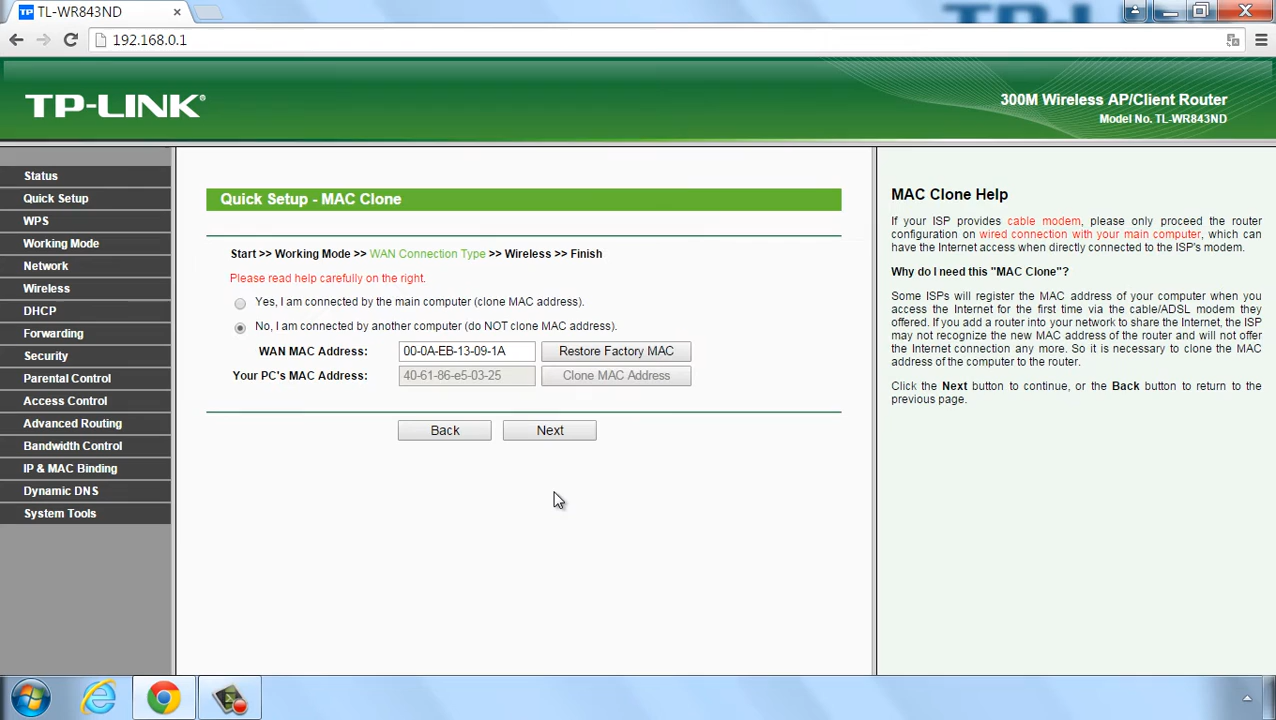 TP TL-WR843ND
192.168.0.1
TP-LINK®
300M Wireless AP/Client Router
Model No. TL-WR843ND
Status
Quick Setup
WPS
Working Mode
Network
Wireless
DHCP
Forwarding
Security
Parental Control
Access Control
Advanced Routing
Bandwidth Control
IP & MAC Binding
Dynamic DNS
System Tools
Quick Setup - MAC Clone
Start >> Working Mode >> WAN Connection Type >> Wireless >> Finish
Please read help carefully on the right.
Yes, I am connected by the main computer (clone MAC address).
No, I am connected by another computer (do NOT clone MAC address).
WAN MAC Address: 00-0A-EB-13-09-1A Restore Factory MAC
Your PC's MAC Address: 40-61-86-e5-03-25 Clone MAC Address
Back Next
MAC Clone Help
If your ISP provides cable modem, please only proceed the router
configuration on wired connection with your main computer, which can
have the Internet access when directly connected to the ISP's modem.
Why do I need this "MAC Clone"?
Some ISPs will register the MAC address of your computer when you
access the Internet for the first time via the cable/ADSL modem they
offered. If you add a router into your network to share the Internet, the ISP
may not recognize the new MAC address of the router and will not offer
the Internet connection any more. So it is necessary to clone the MAC
address of the computer to the router.
Click the Next button to continue, or the Back button to return to the
previous page.